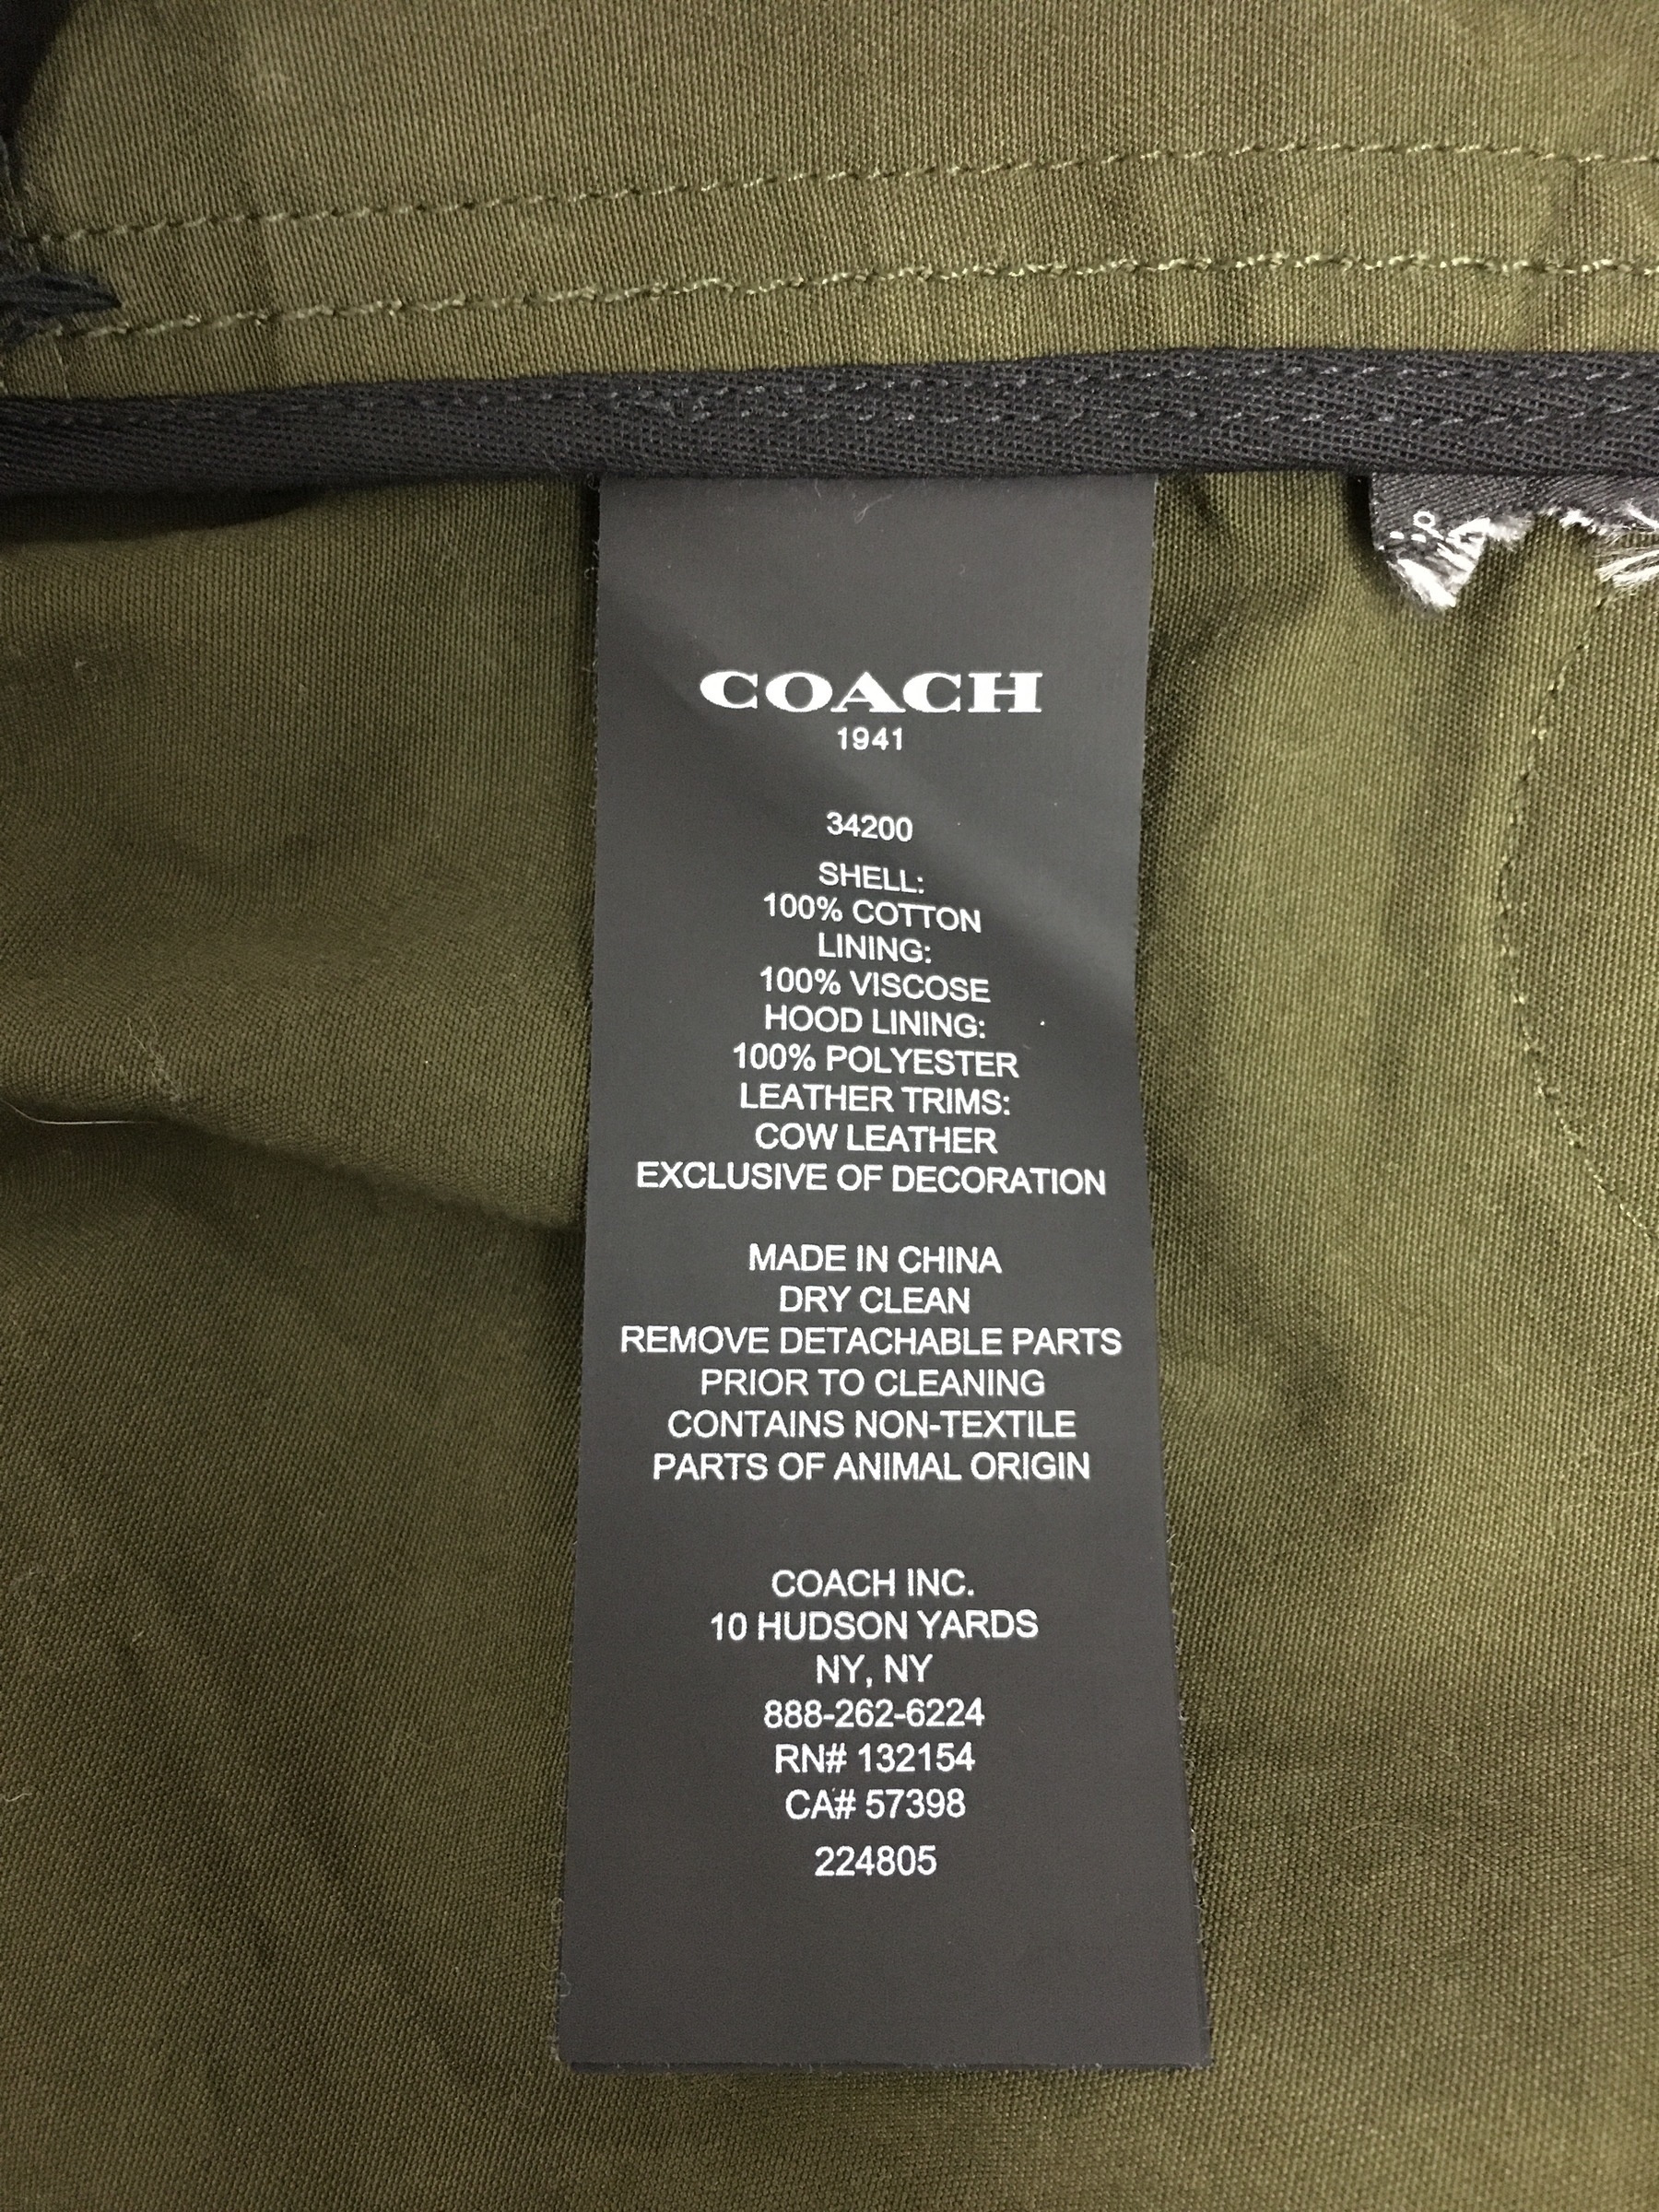 COACH
1941
34200
SHELL:
100% COTTON
LINING:
100% VISCOSE
HOOD LINING:
100% POLYESTER
LEATHER TRIMS:
COW LEATHER
EXCLUSIVE OF DECORATION
MADE IN CHINA
DRY CLEAN
REMOVE DETACHABLE PARTS
PRIOR TO CLEANING
CONTAINS NON-TEXTILE
PARTS OF ANIMAL ORIGIN
COACH INC.
10 HUDSON YARDS
NY, NY
888-262-6224
RN# 132154
CA# 57398
224805